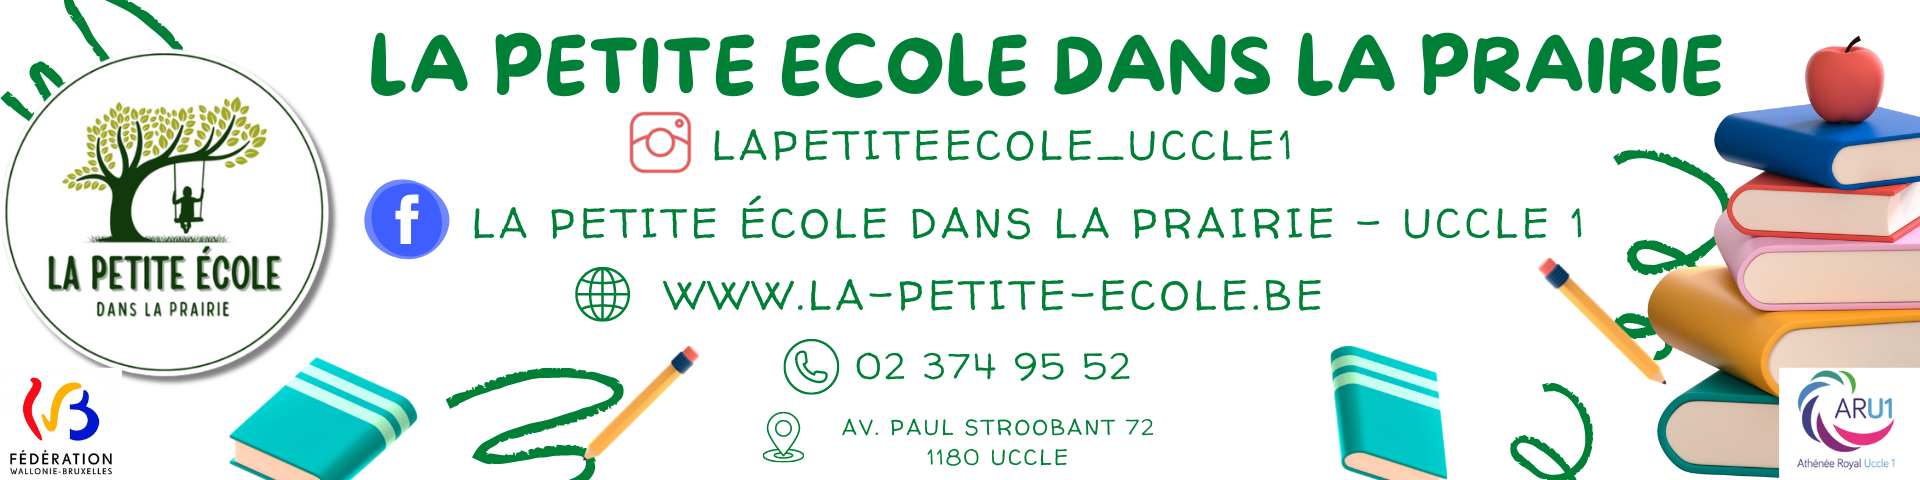 LA PETITE ECOLE DANS LA PRAIRIE
LAPETITEECOLE_UCCLE1
f LA PETITE ÉCOLE DANS LA PRAIRIE - UCCLE 1
WWW.LA-PETITE-ECOLE.BE
02 374 95 52
AV. PAUL STROOBANT 72
1180 UCCLE
LA PETITE ÉCOLE
DANS LA PRAIRIE
FÉDÉRATION
WALLONIE-BRUXELLES
ARU1
Athénée Royal Uccle 1